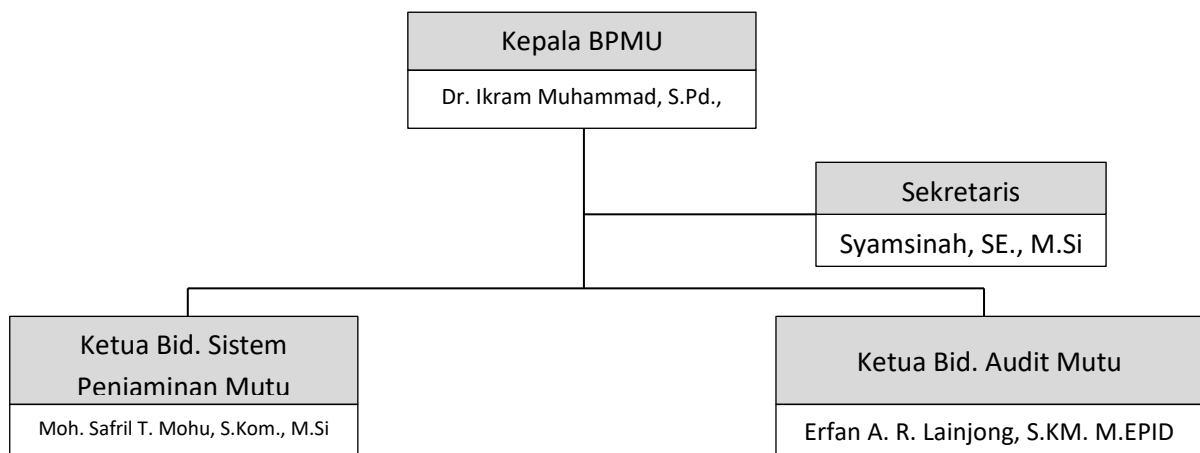 Kepala BPMU
Dr. Ikram Muhammad, S.Pd.,
Sekretaris
Syamsinah, SE., M.Si
Ketua Bid. Sistem
Penjaminan Mutu
Moh. Safril T. Mohu, S.Kom., M.Si
Ketua Bid. Audit Mutu
Erfan A. R. Lainjong, S.KM. M.EPID